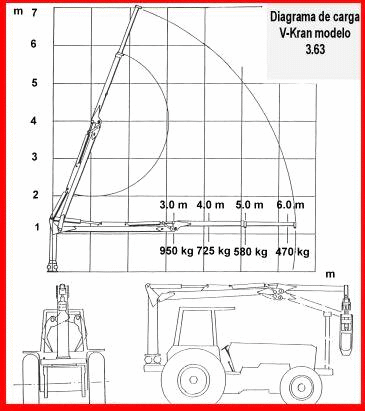 Diagrama de carga
V-Kran modelo
3.63
m
7
6
5
4
3
2
1
3.0 m 4.0 m 5.0 m 6.0 m
950 kg 725 kg 580 kg 470 kg
m